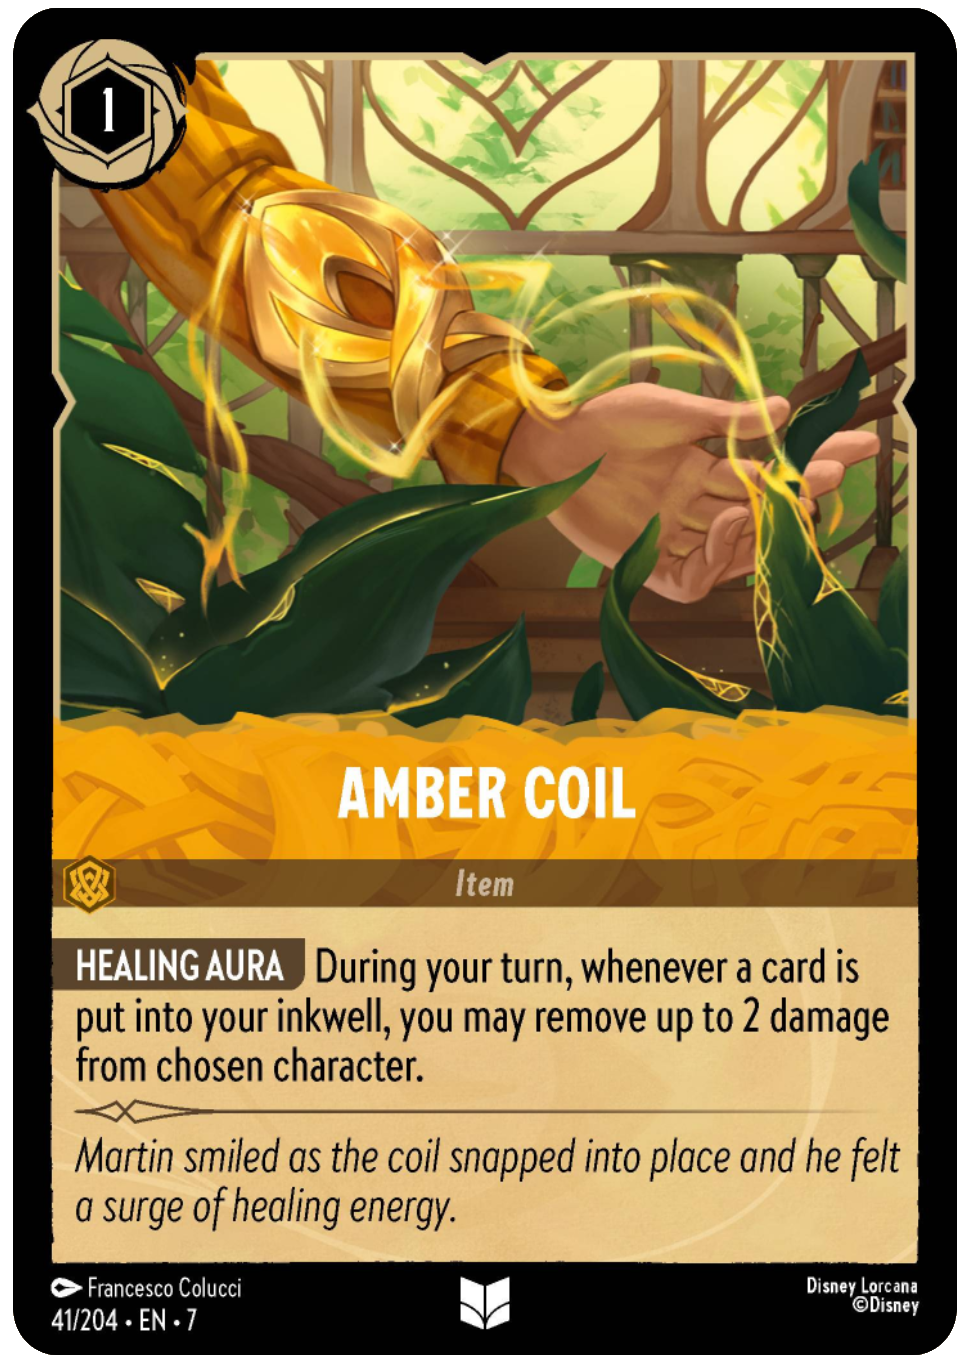 1
AMBER COIL
Item
HEALING AURA During your turn, whenever a card is
put into your inkwell, you may remove up to 2 damage
from chosen character.
Martin smiled as the coil snapped into place and he felt
a surge of healing energy.
Francesco Colucci
41/204 • EN • 7
Disney Lorcana
©Disney